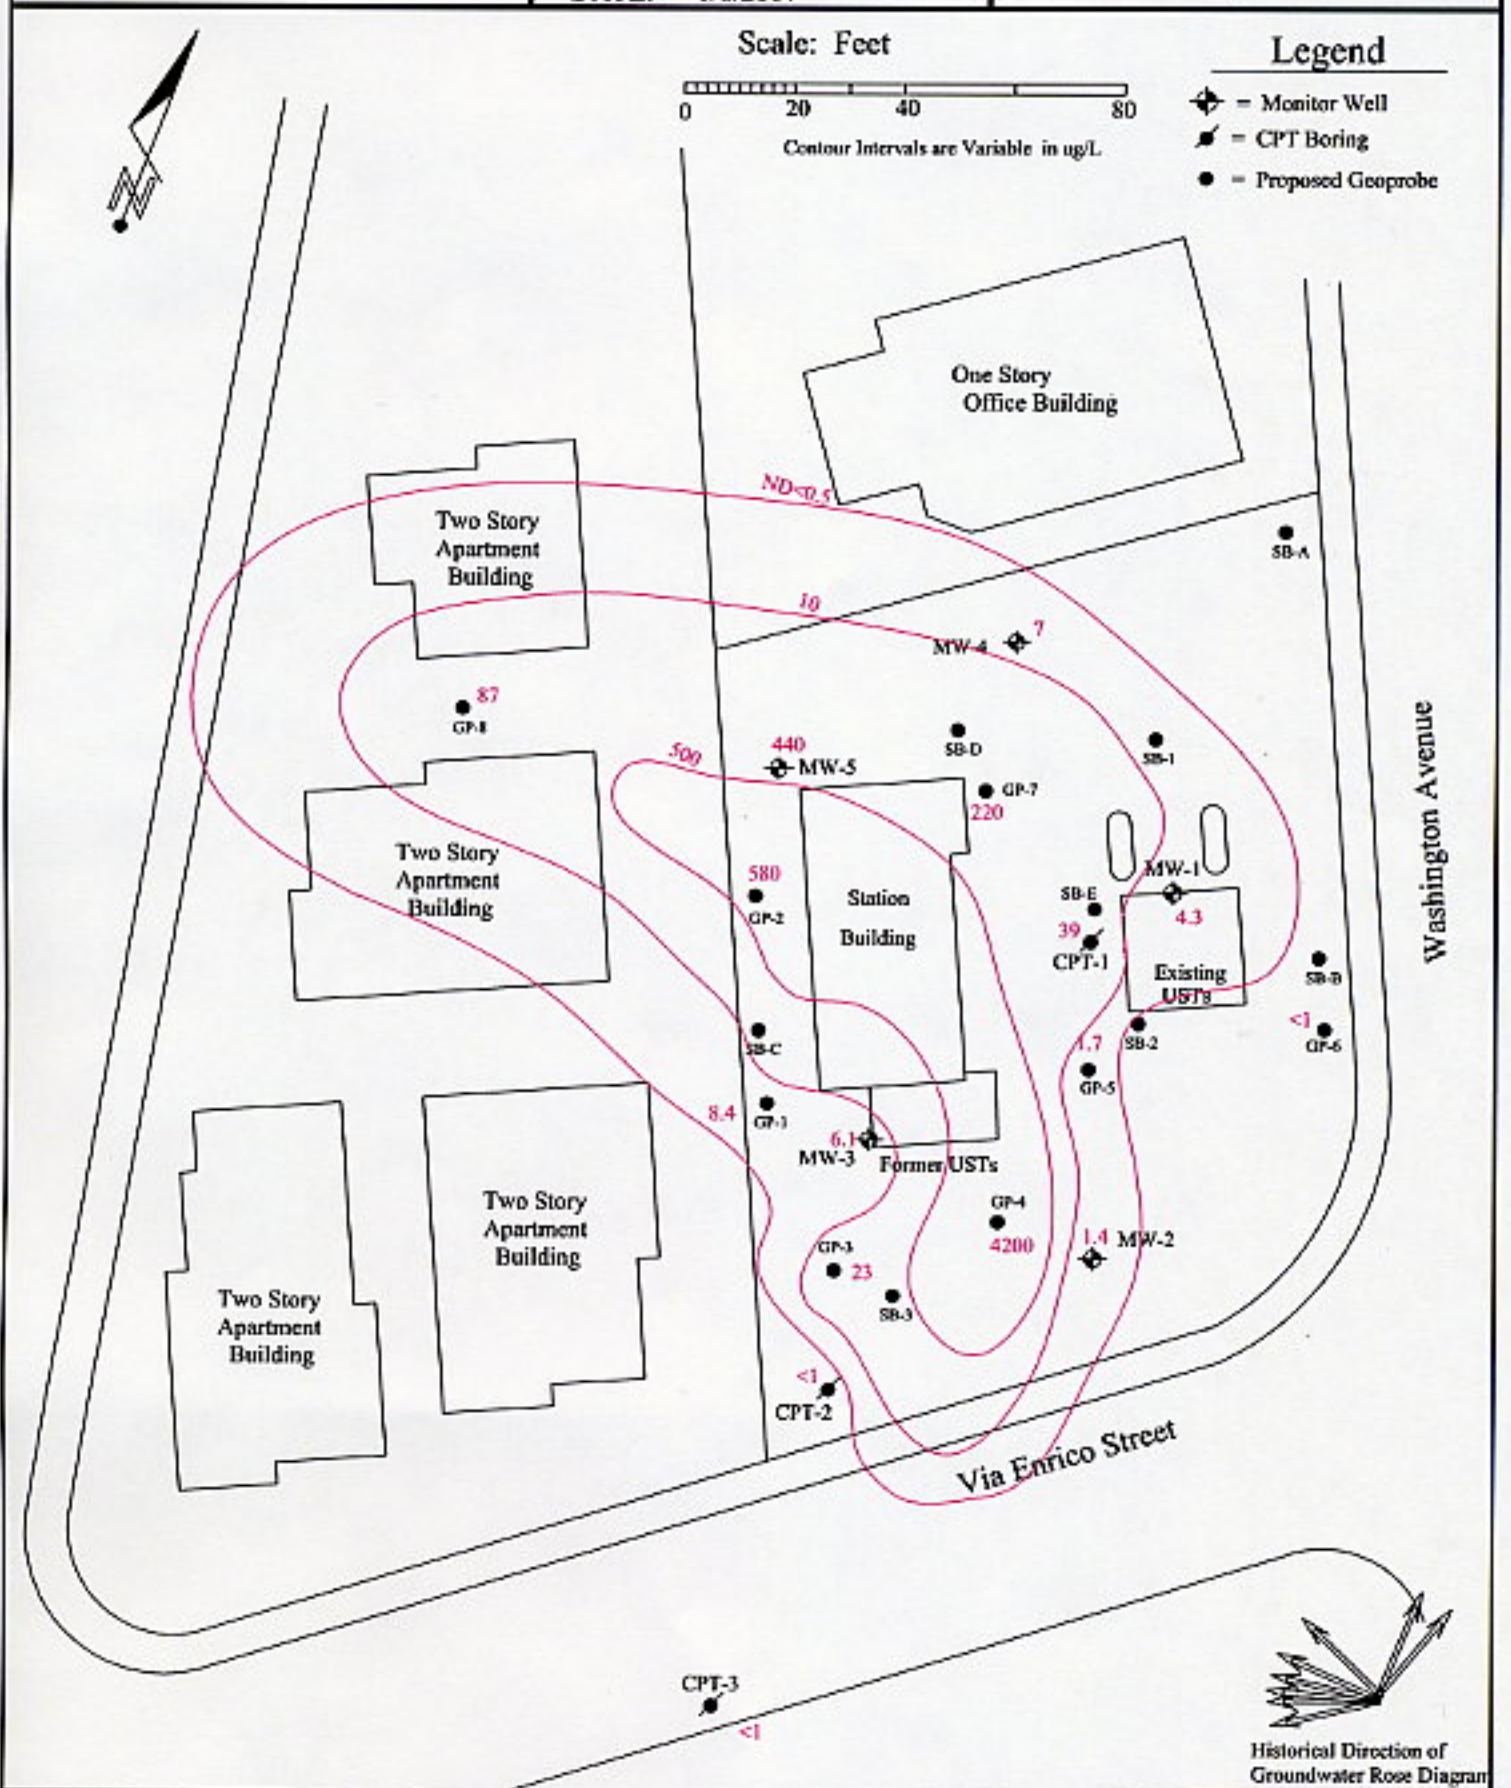 Scale: Feet
0 20 40 80
Contour Intervals are Variable in ug/L
Legend
= Monitor Well
= CPT Boring
= Proposed Geoprobe
N
One Story
Office Building
ND<0.5
Two Story
Apartment
Building
SB-A
10
7
MW-4
87
GP-8
500
440
MW-5
SB-D
SB-1
GP-7
220
Washington Avenue
Two Story
Apartment
Building
580
GP-2
Station
Building
MW-1
4.3
SB-E
39
CPT-1
Existing
USTs
SB-B
<1
GP-6
SB-2
1.7
GP-5
SB-C
8.4
GP-1
6.1
MW-3
Former USTs
Two Story
Apartment
Building
GP-4
4200
1.4 MW-2
GP-3
23
SB-3
Two Story
Apartment
Building
<1
CPT-2
Via Enrico Street
CPT-3
<1
Historical Direction of
Groundwater Rose Diagram